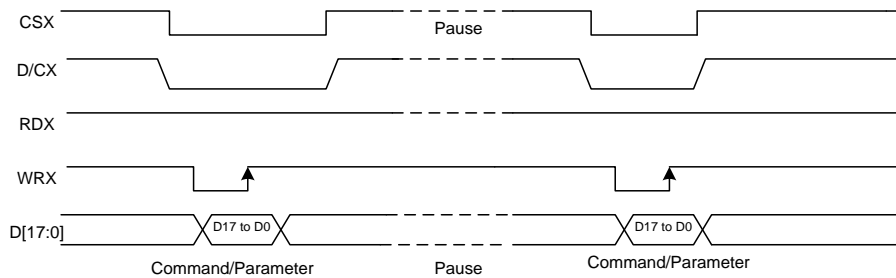 CSX
Pause
D/CX
RDX
WRX
D[17:0]
D17 to D0
D17 to D0
Command/Parameter
Pause
Command/Parameter